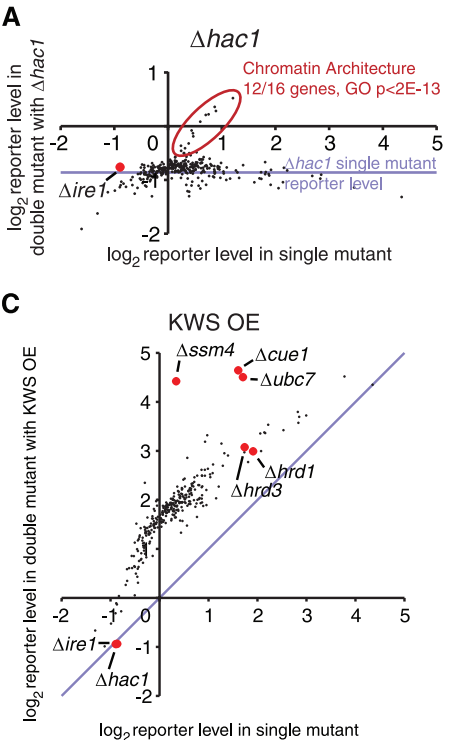 A
Δhac1
log2 reporter level in
double mutant with Δhac1
1
Chromatin Architecture
12/16 genes, GO p<2E-13
-1 0 1 2 3 4 5
Δire1
Δhac1 single mutant
reporter level
-2
log2 reporter level in single mutant
C
KWS OE
log2 reporter level in double mutant with KWS OE
5
Δssm4
Δcue1
Δubc7
4
3
Δhrd1
Δhrd3
2
1
-2 -1 0 1 2 3 4 5
Δire1
-1
Δhac1
-2
log2 reporter level in single mutant